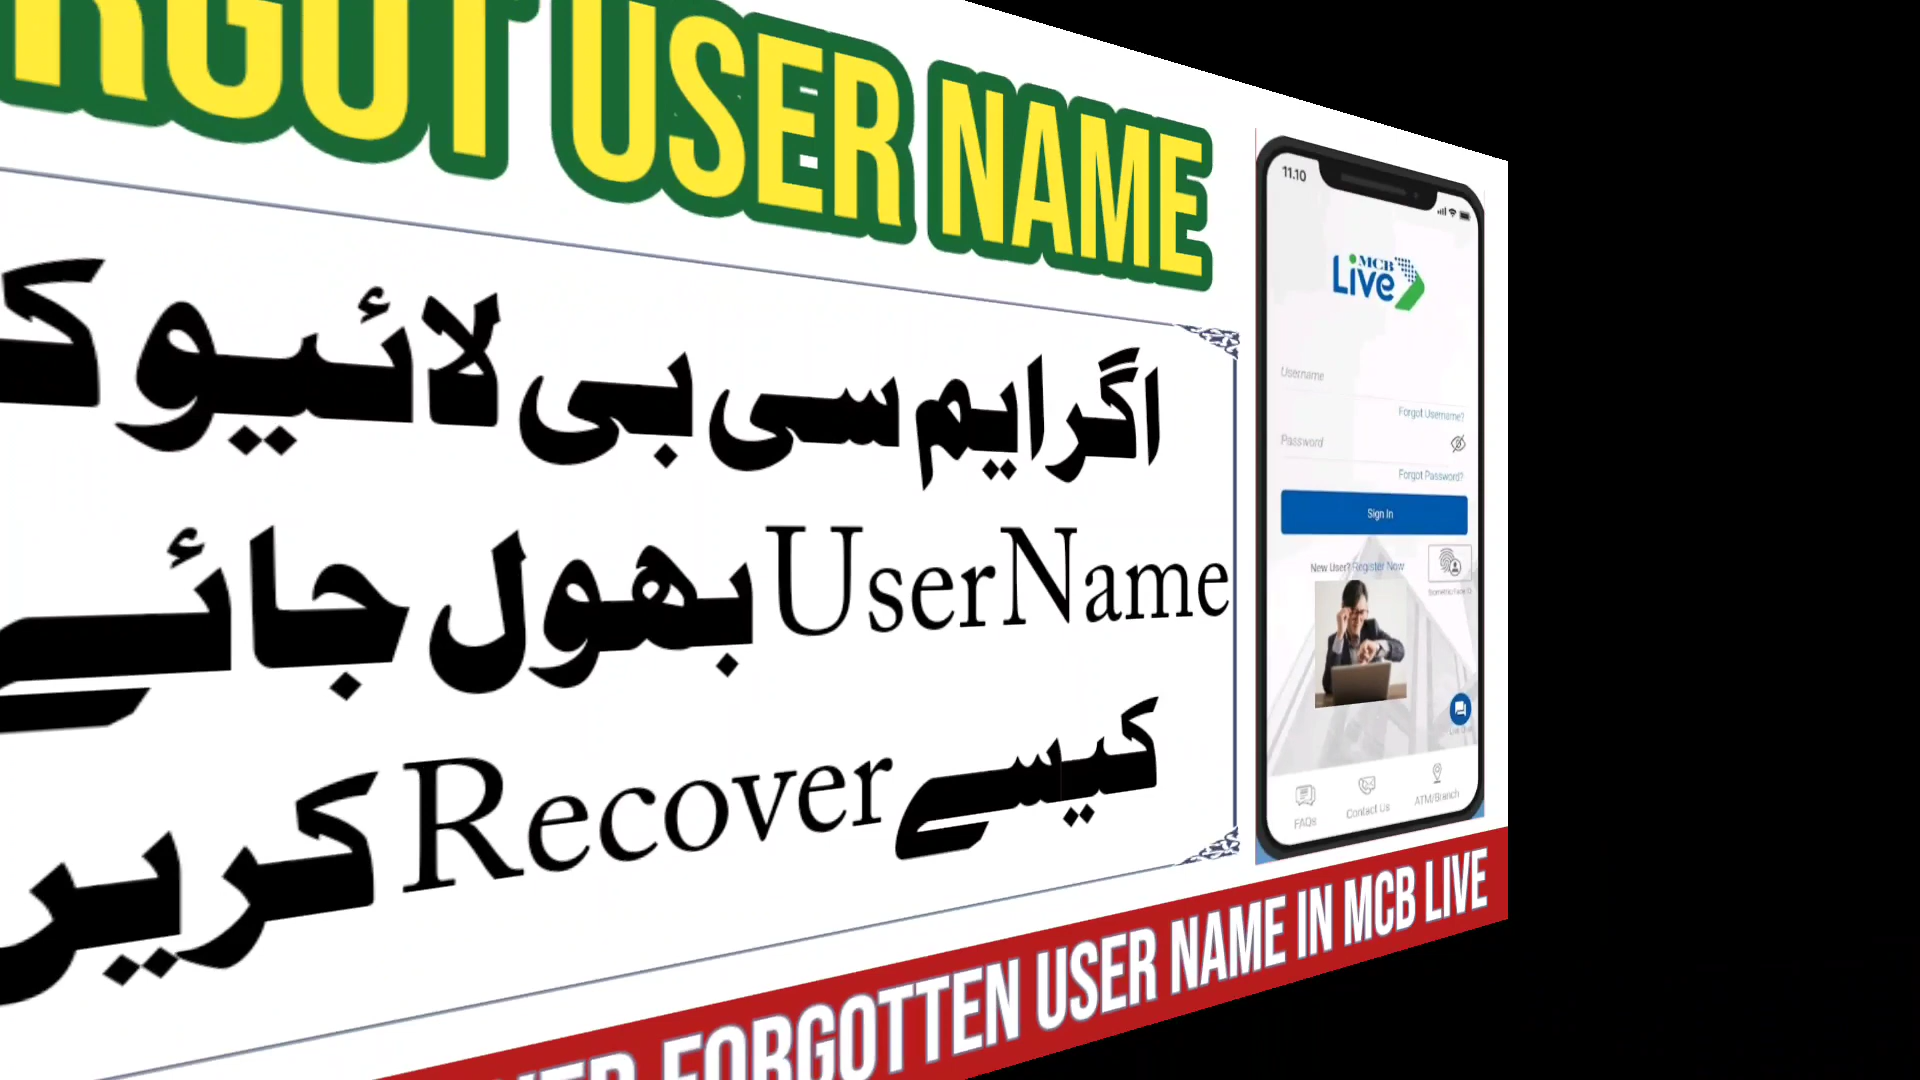 USER NAME
اگر ایم سی بی لائیو
UserName بھول جائے
کیسے Recover کریں
11.10
MCB
Live
Username
Forgot Username?
Password
Forgot Password?
Sign In
New User? Register Now
FAQs
Contact Us
ATM/Branch
FORGOTTEN USER NAME IN MCB LIVE